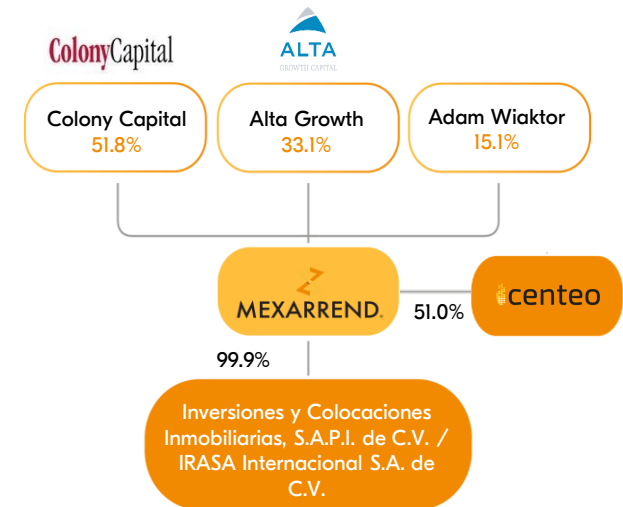 ColonyCapital
ALTA
GROWTH CAPITAL
Colony Capital
51.8%
Alta Growth
33.1%
Adam Wiaktor
15.1%
MEXARREND®
51.0%
centeo
99.9%
Inversiones y Colocaciones
Inmobiliarias, S.A.P.I. de C.V. /
IRASA Internacional S.A. de
C.V.